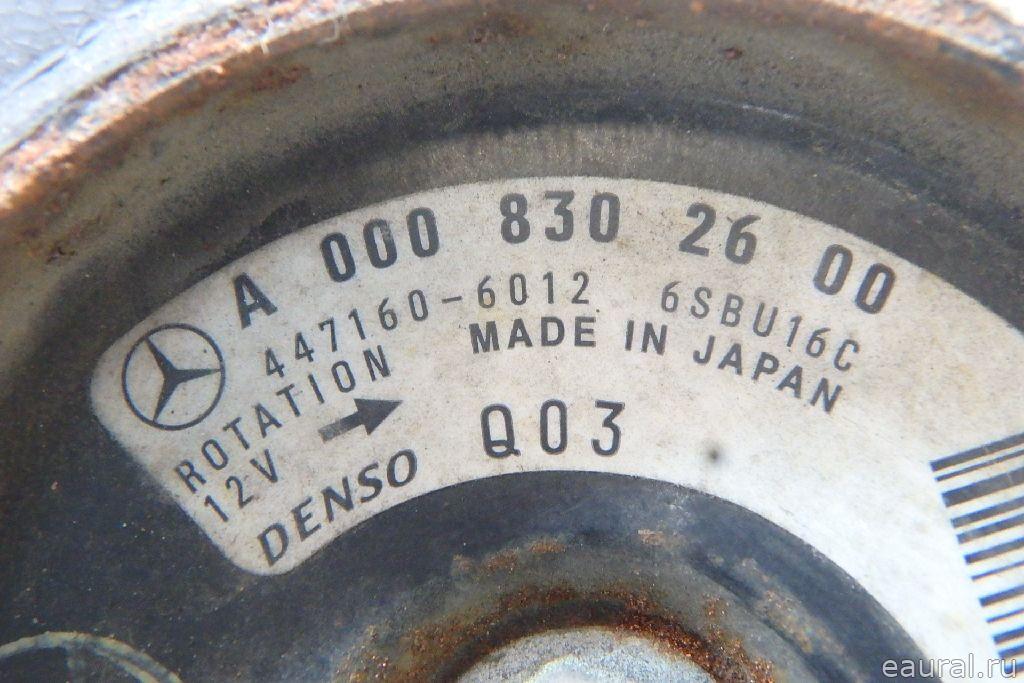 A 000 830 26 00
447160-6012 6SBU16C
ROTATION MADE IN JAPAN
12V
DENSO Q03
eaural.ru